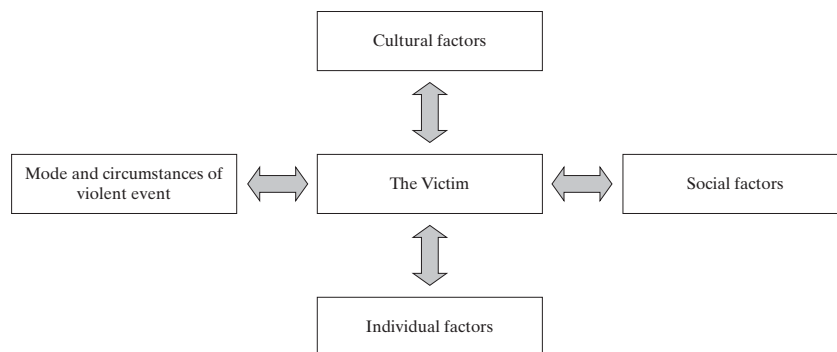 Cultural factors
Mode and circumstances of
violent event
The Victim
Social factors
Individual factors